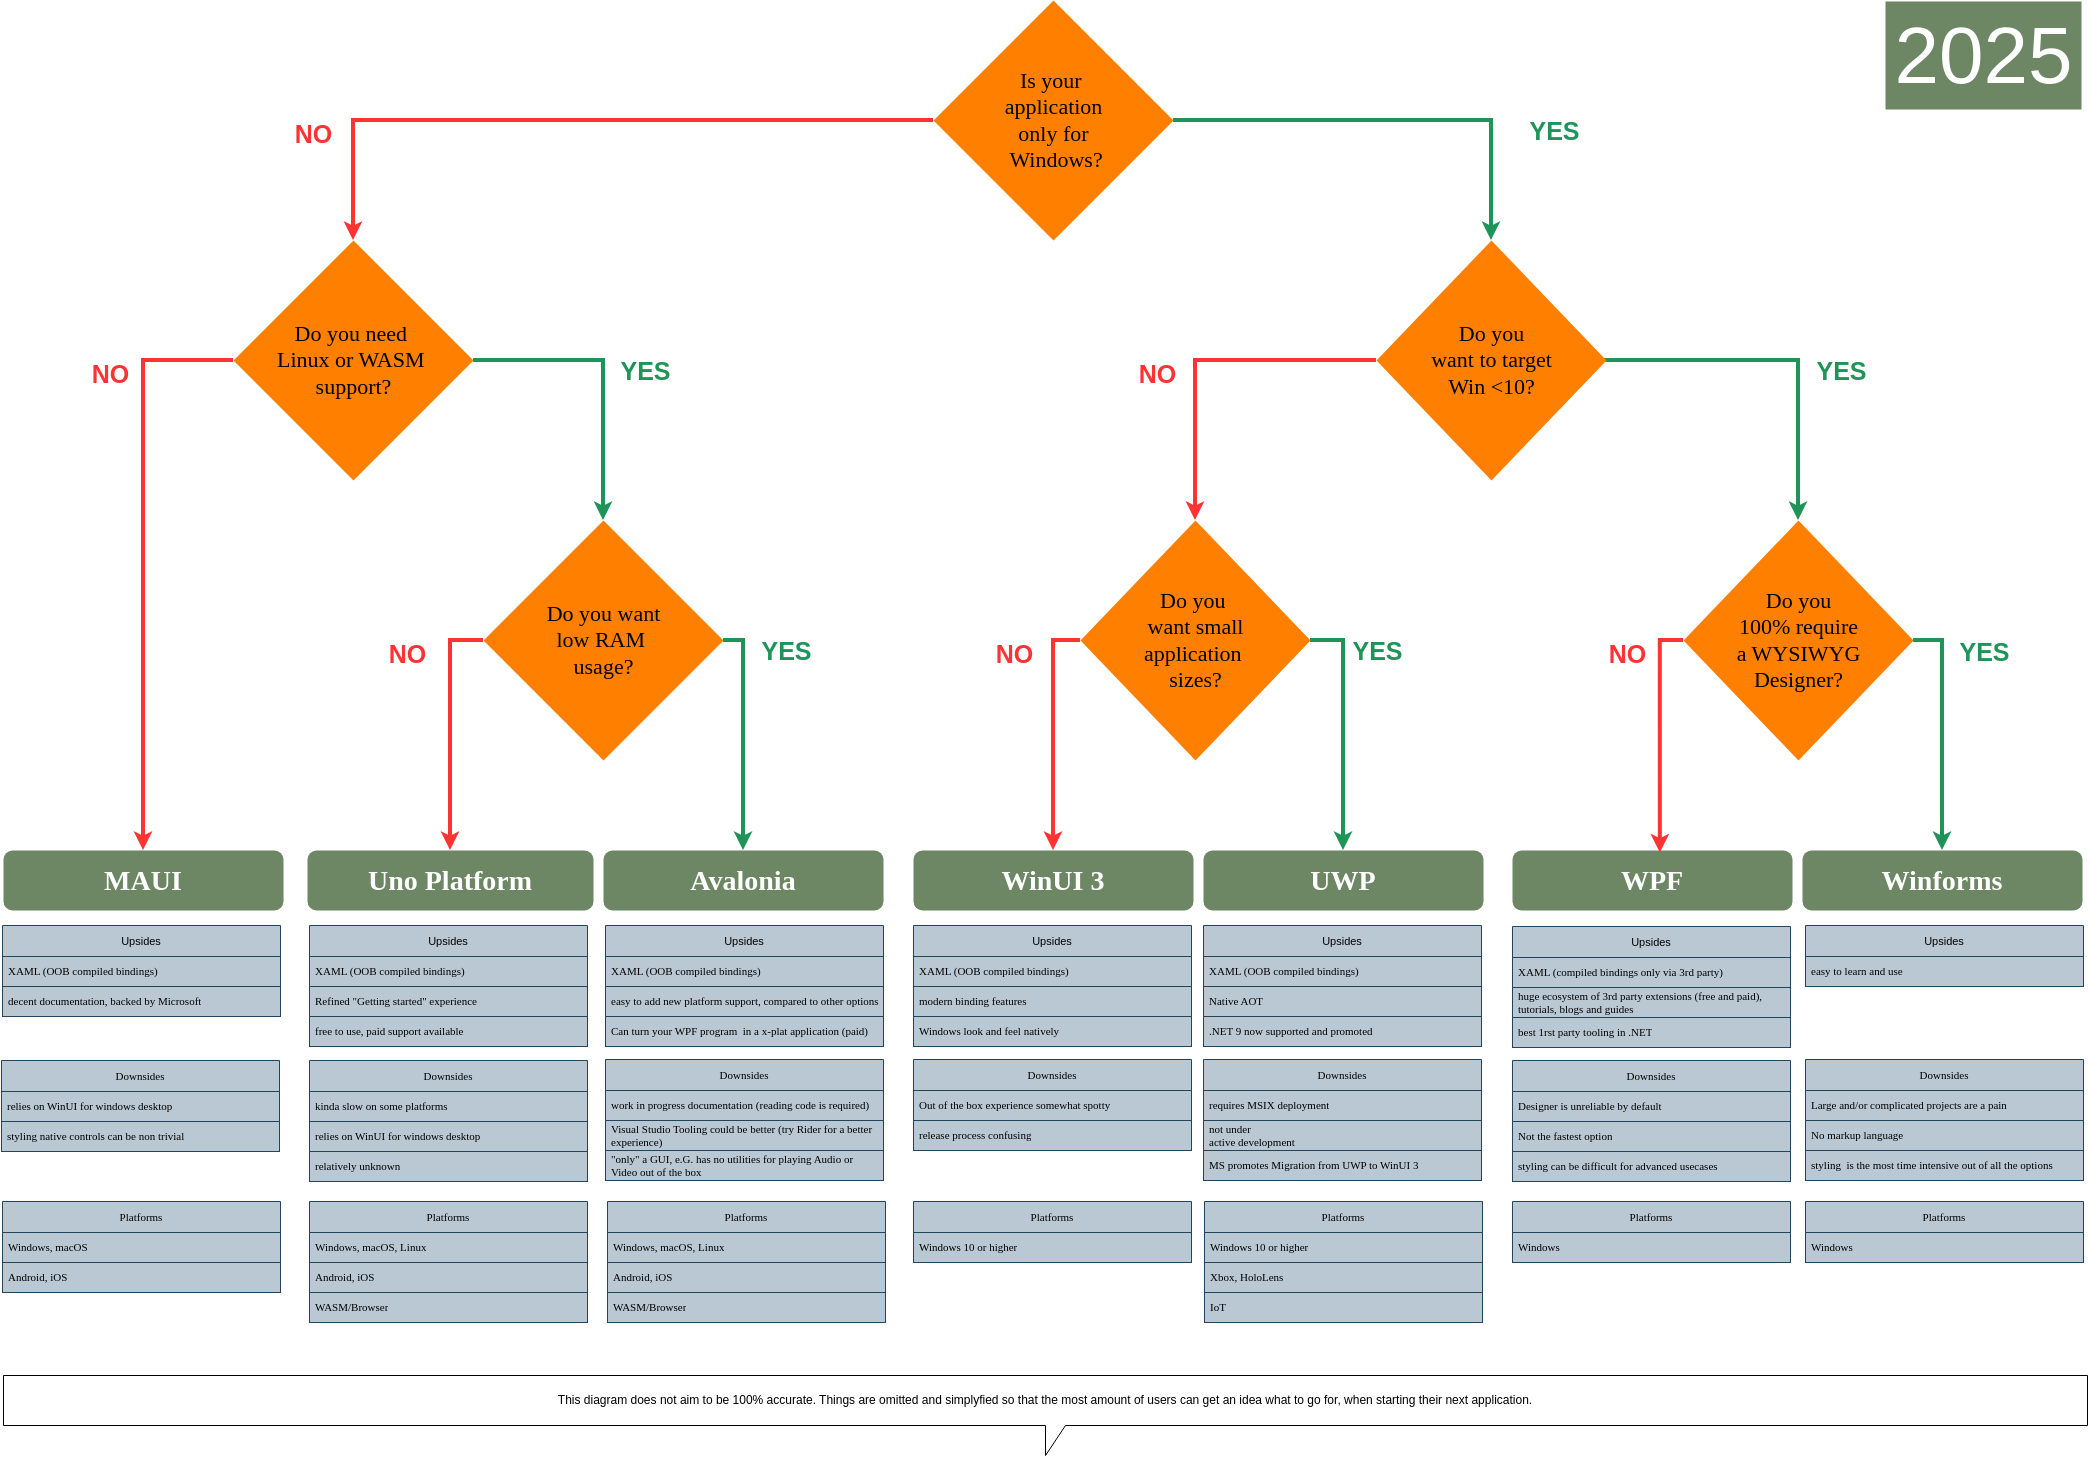 2025
Is your
application
only for
Windows?
NO
YES
Do you need
Linux or WASM
support?
Do you
want to target
Win <10?
NO
YES
NO
YES
Do you want
low RAM
usage?
Do you
want small
application
sizes?
Do you
100% require
a WYSIWYG
Designer?
NO
YES
NO
YES
NO
YES
MAUI
Uno Platform
Avalonia
WinUI 3
UWP
WPF
Winforms
Upsides
XAML (OOB compiled bindings)
decent documentation, backed by Microsoft
Upsides
XAML (OOB compiled bindings)
Refined "Getting started" experience
free to use, paid support available
Upsides
XAML (OOB compiled bindings)
easy to add new platform support, compared to other options
Can turn your WPF program  in a x-plat application (paid)
Upsides
XAML (OOB compiled bindings)
modern binding features
Windows look and feel natively
Upsides
XAML (OOB compiled bindings)
Native AOT
.NET 9 now supported and promoted
Upsides
XAML (compiled bindings only via 3rd party)
huge ecosystem of 3rd party extensions (free and paid),
tutorials, blogs and guides
best 1rst party tooling in .NET
Upsides
easy to learn and use
Downsides
relies on WinUI for windows desktop
styling native controls can be non trivial
Downsides
kinda slow on some platforms
relies on WinUI for windows desktop
relatively unknown
Downsides
work in progress documentation (reading code is required)
Visual Studio Tooling could be better (try Rider for a better
experience)
"only" a GUI, e.G. has no utilities for playing Audio or
Video out of the box
Downsides
Out of the box experience somewhat spotty
release process confusing
Downsides
requires MSIX deployment
not under
active development
MS promotes Migration from UWP to WinUI 3
Downsides
Designer is unreliable by default
Not the fastest option
styling can be difficult for advanced usecases
Downsides
Large and/or complicated projects are a pain
No markup language
styling  is the most time intensive out of all the options
Platforms
Windows, macOS
Android, iOS
Platforms
Windows, macOS, Linux
Android, iOS
WASM/Browser
Platforms
Windows, macOS, Linux
Android, iOS
WASM/Browser
Platforms
Windows 10 or higher
Platforms
Windows 10 or higher
Xbox, HoloLens
IoT
Platforms
Windows
Platforms
Windows
This diagram does not aim to be 100% accurate. Things are omitted and simplyfied so that the most amount of users can get an idea what to go for, when starting their next application.